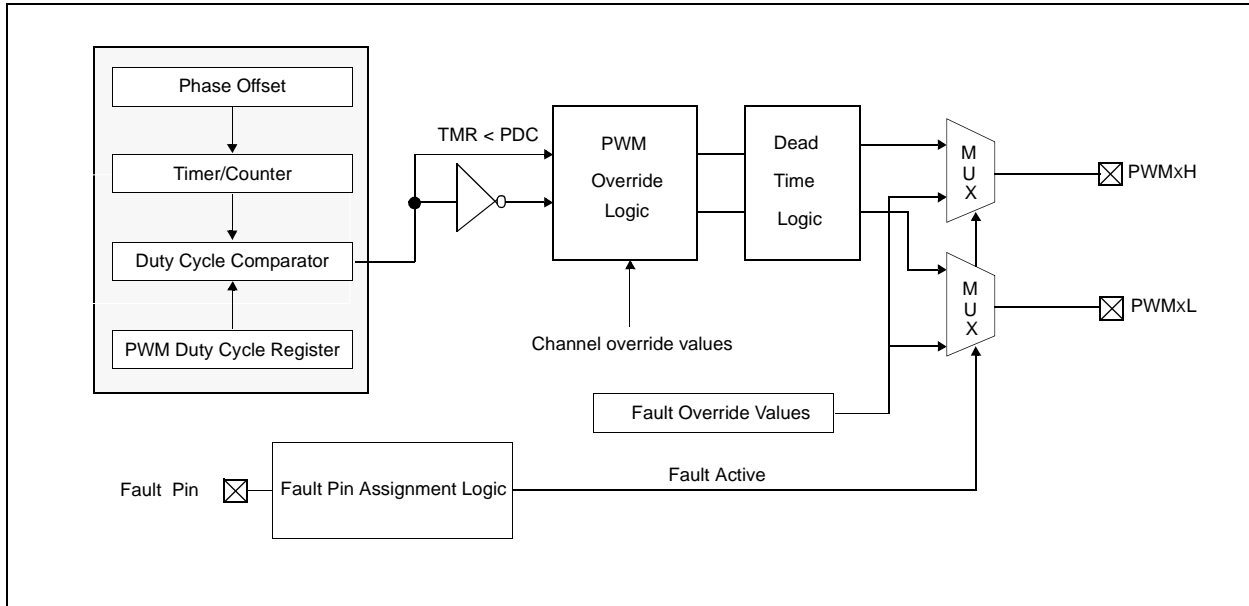 Phase Offset
Timer/Counter
Duty Cycle Comparator
PWM Duty Cycle Register
TMR < PDC
PWM
Override
Logic
Channel override values
Dead
Time
Logic
M
U
X
PWMxH
M
U
X
PWMxL
Fault Override Values
Fault Pin
Fault Pin Assignment Logic
Fault Active